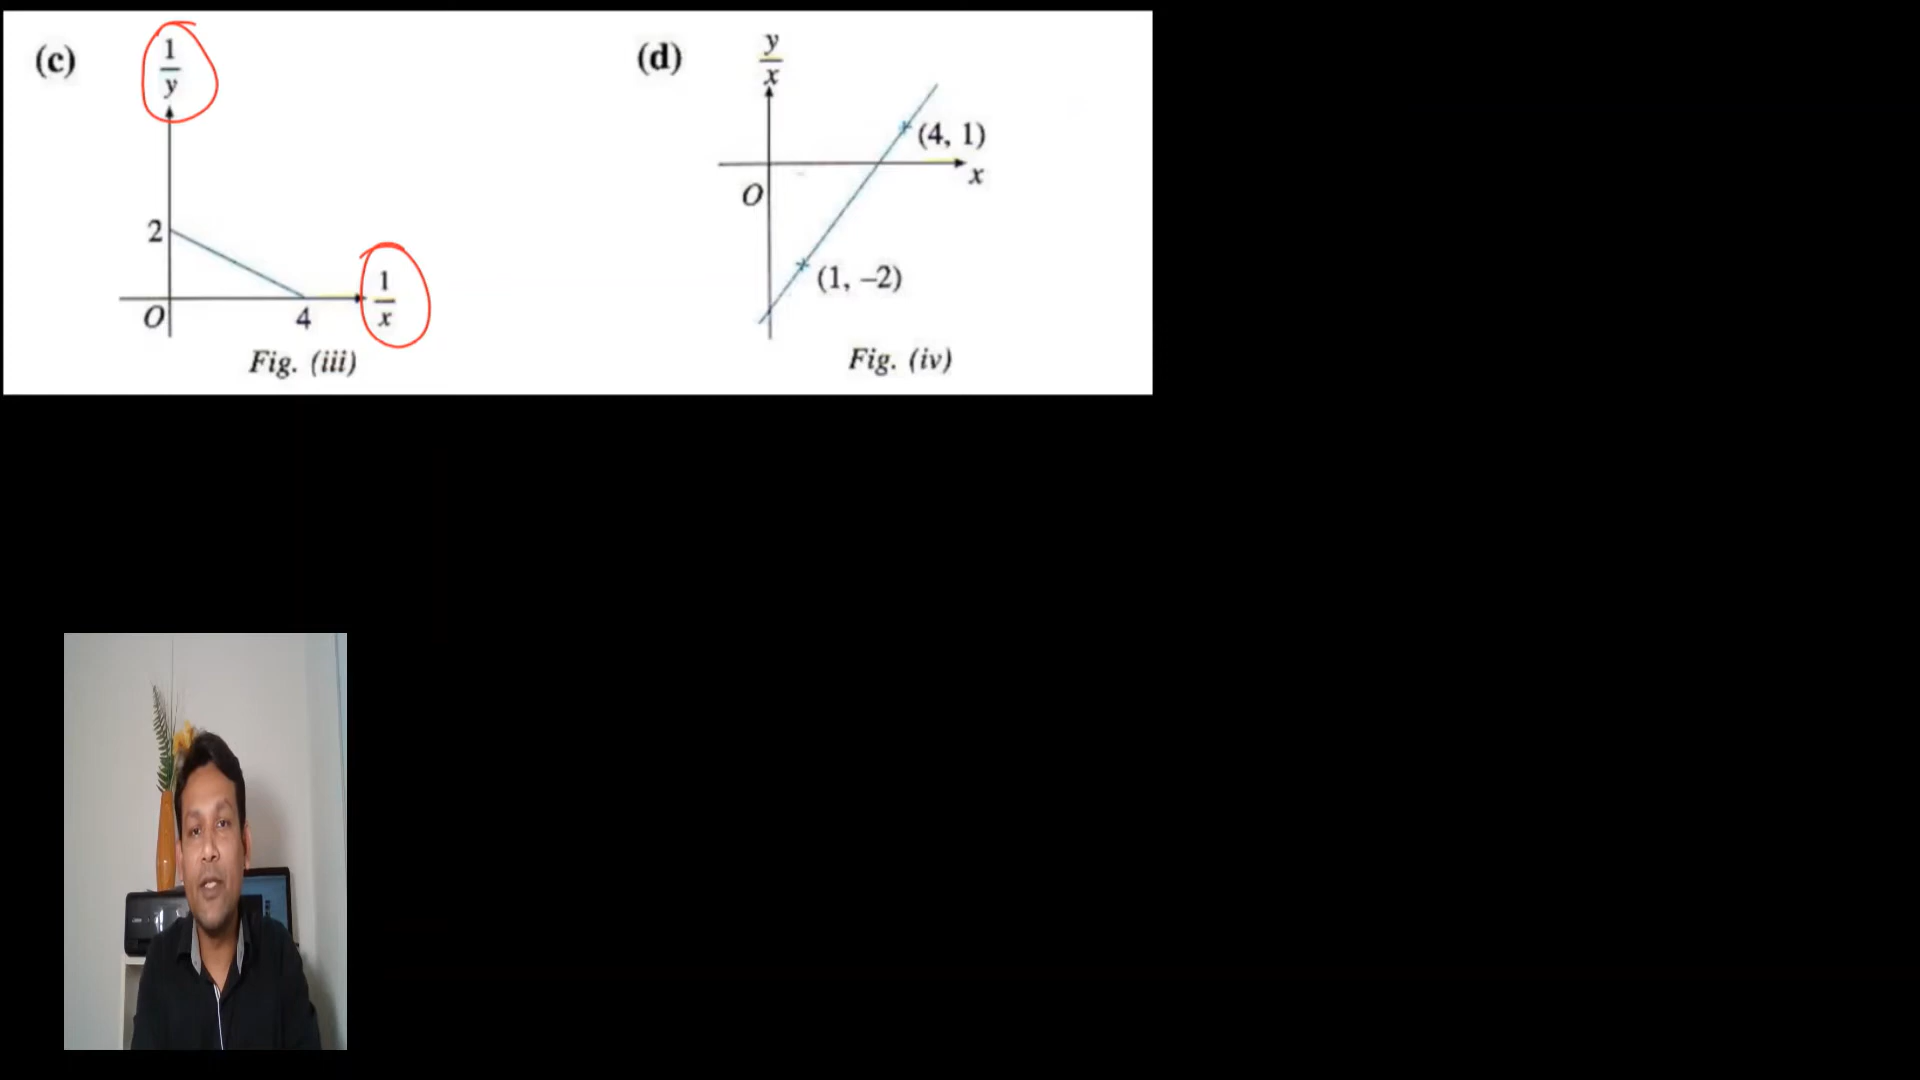 (c)
1
y
2
O
4
1
x
Fig. (iii)
(d)
y
x
(4, 1)
x
O
(1, –2)
Fig. (iv)